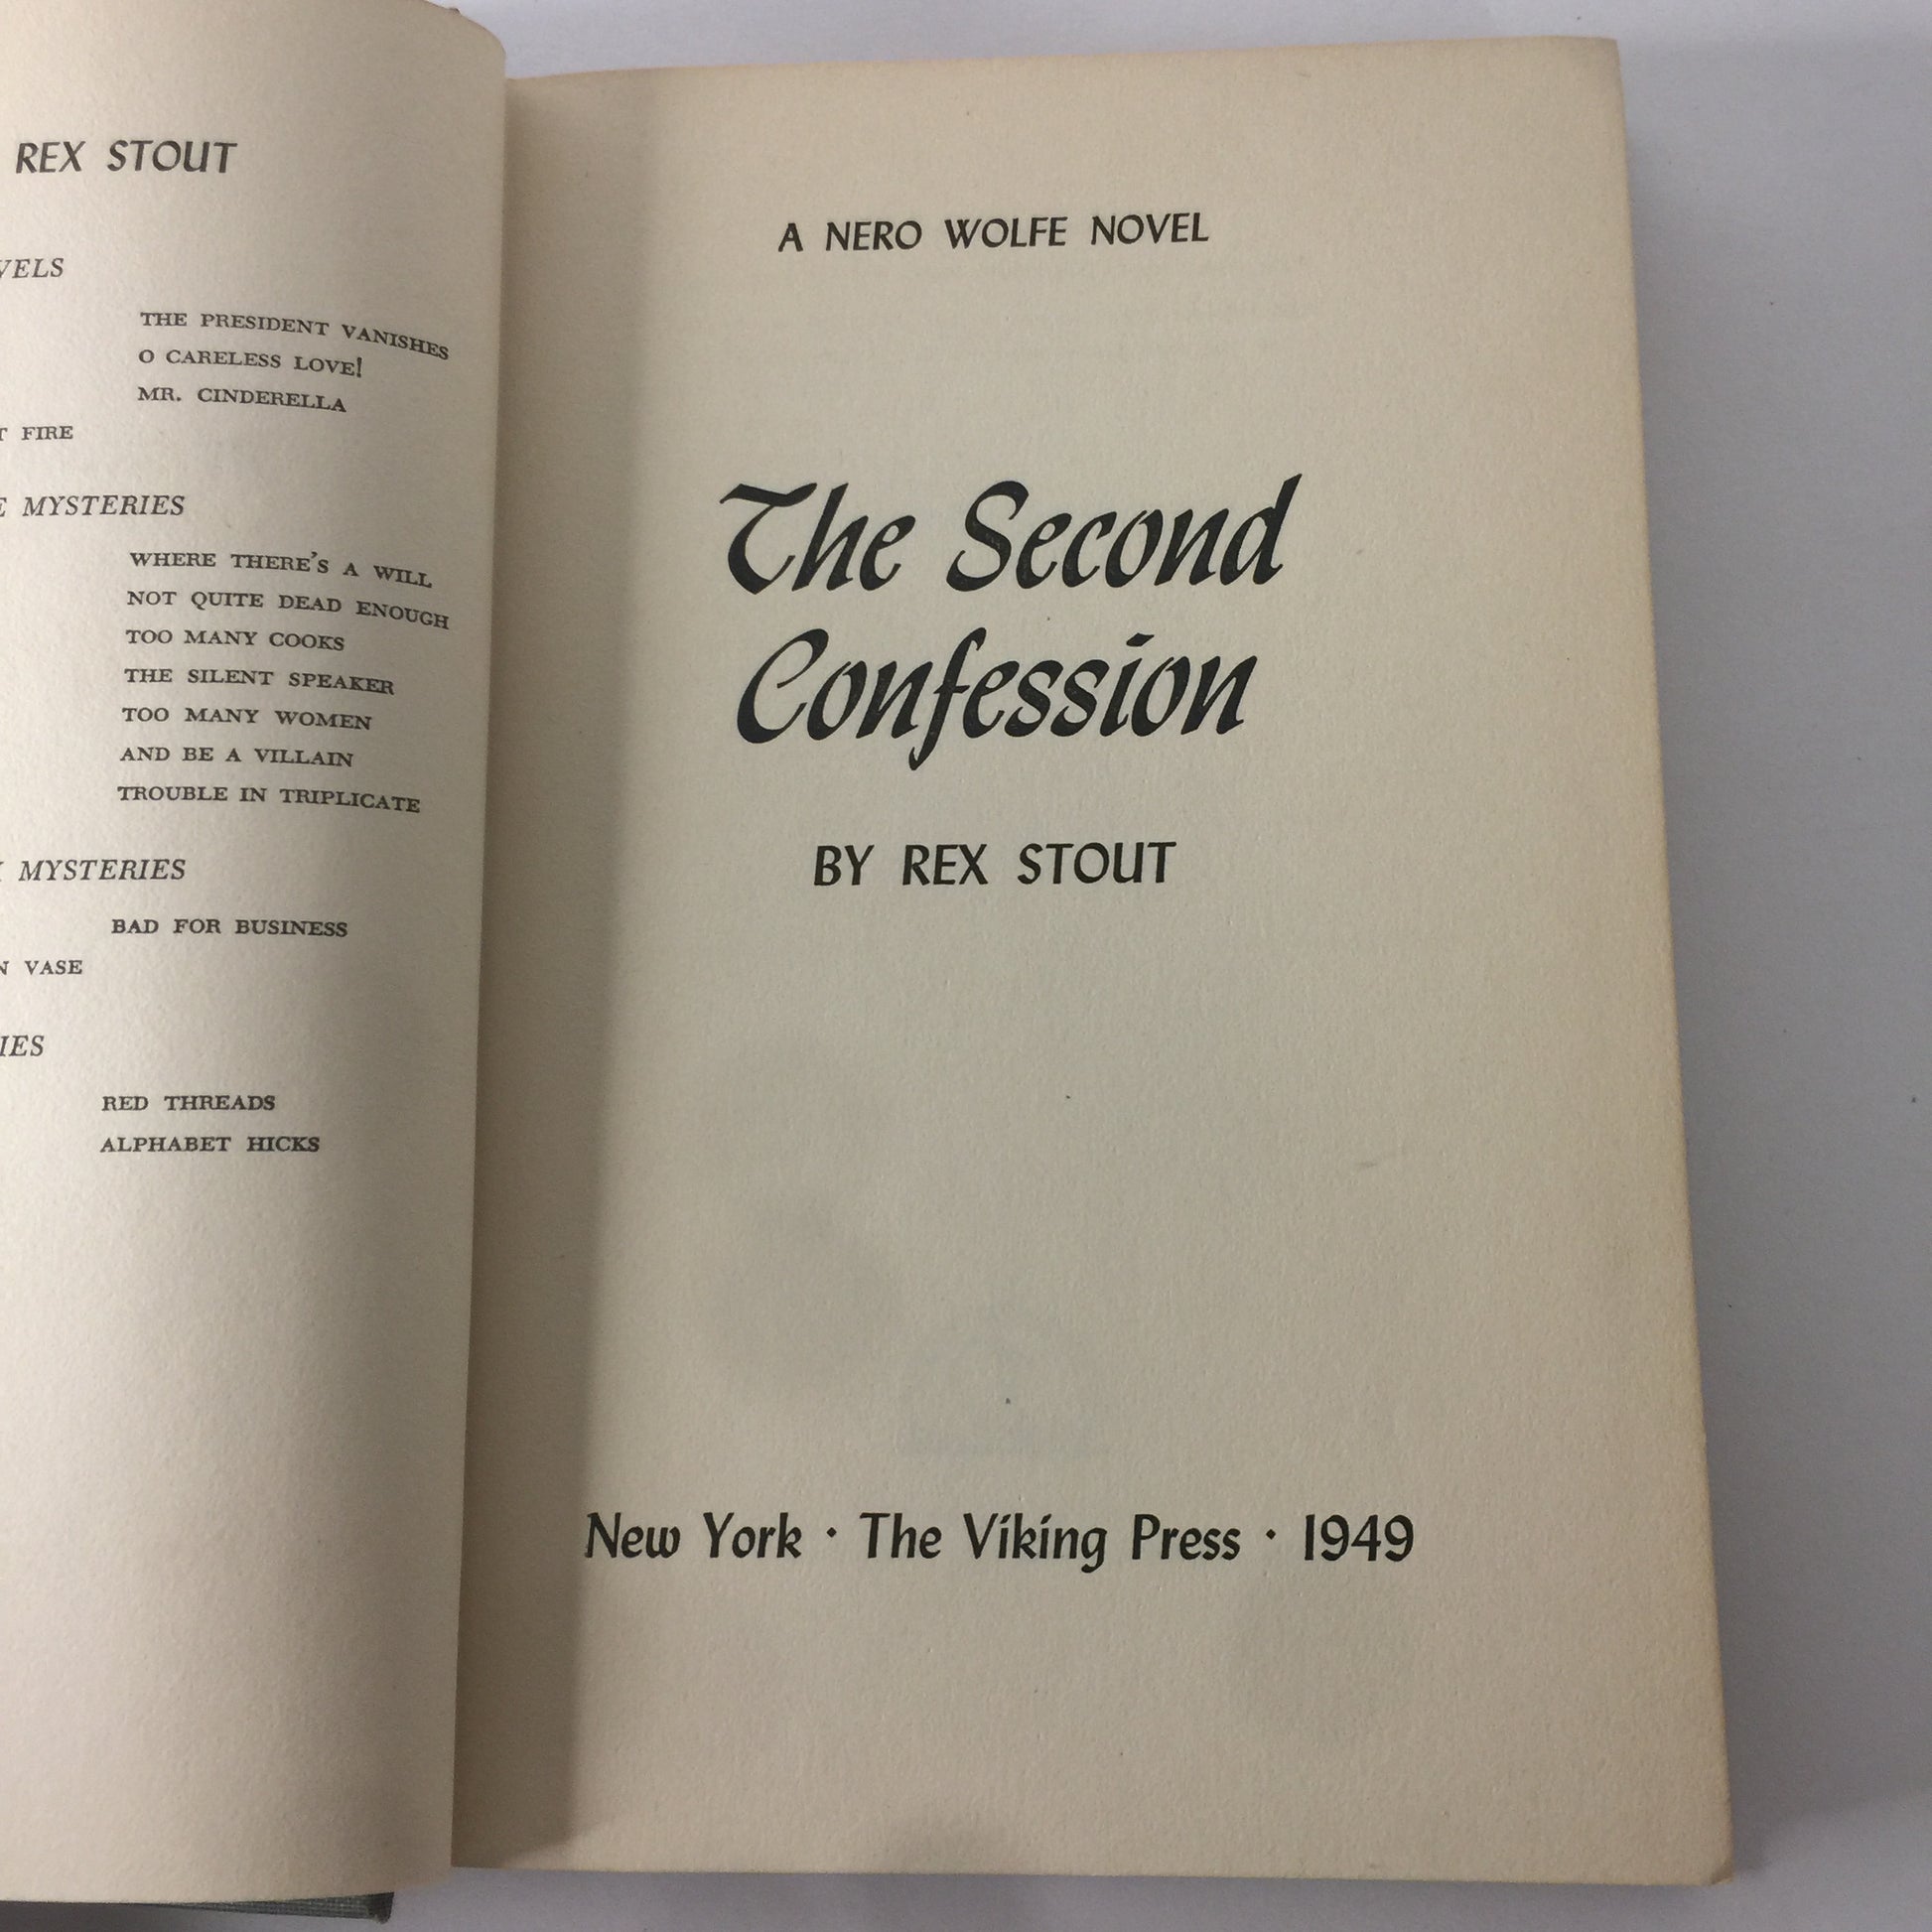 REX STOUT
THE PRESIDENT VANISHES
O CARELESS LOVE!
MR. CINDERELLA
FIRE
MYSTERIES
WHERE THERE'S A WILL
NOT QUITE DEAD ENOUGH
TOO MANY COOKS
THE SILENT SPEAKER
TOO MANY WOMEN
AND BE A VILLAIN
TROUBLE IN TRIPLICATE
MYSTERIES
BAD FOR BUSINESS
VASE
RED THREADS
ALPHABET HICKS
A NERO WOLFE NOVEL
The Second
Confession
BY REX STOUT
New York · The Viking Press · 1949